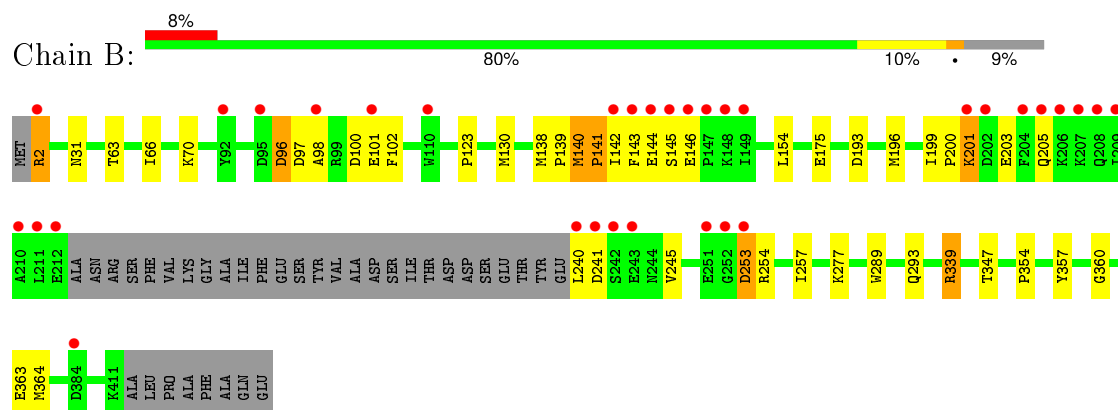 8%
Chain B:
80% 10% • 9%
MET R2 N31 T63 I66 K70 Y92 D95 D96 D97 A98 R99 D100 E101 F102 W110 P123 M130 M138 P139 M140 P141 I142 F143 E144 S145 E146 P147 K148 I149 L154 E175 D193 M196 I199 P200 K201 D202 E203 F204 Q205 K206 K207 Q208 I209
A210 L211 E212 ALA ASN ARG SER PHE VAL LYS GLY ALA ILE PHE GLU SER TYR VAL ALA ASP SER ILE THR ASP ASP SER GLU THR TYR GLU L240 D241 S242 E243 N244 V245 E251 G252 D253 R254 I257 K277 W289 Q293 R339 T347 P354 Y357 G360
E363 M364 D384 K411 ALA LEU PRO ALA PHE ALA GLN GLU